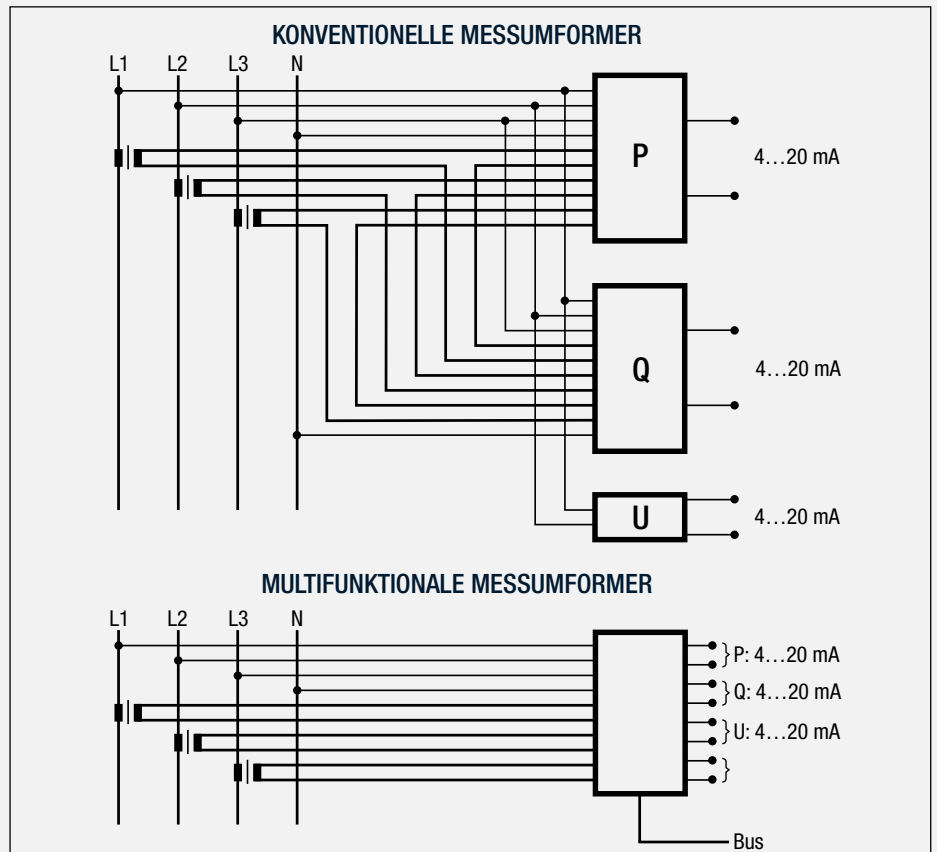 KONVENTIONELLE MESSUMFORMER
L1 L2 L3 N
P
4…20 mA
Q
4…20 mA
U
4…20 mA
MULTIFUNKTIONALE MESSUMFORMER
L1 L2 L3 N
P: 4…20 mA
Q: 4…20 mA
U: 4…20 mA
Bus